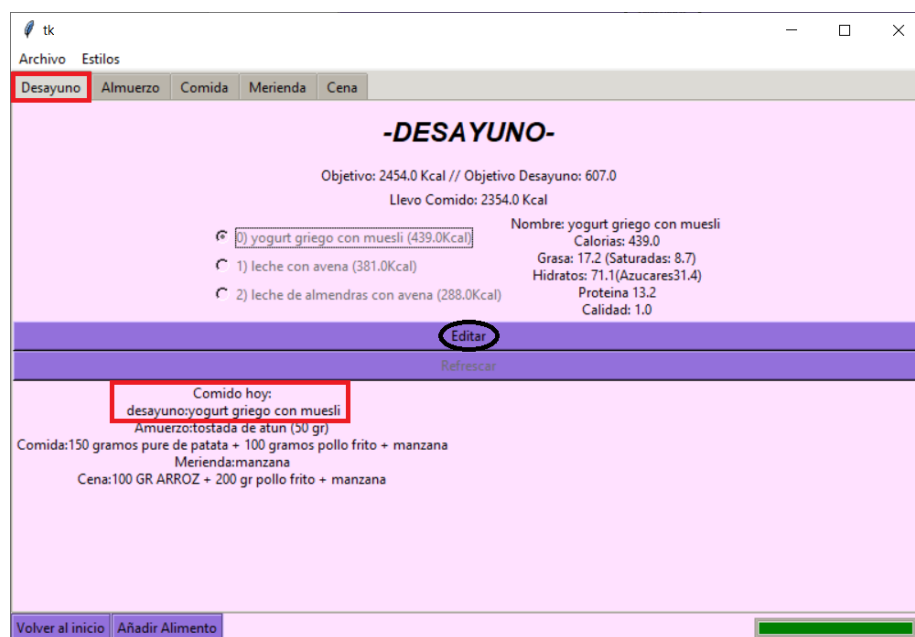 tk
Archivo Estilos
Desayuno Almuerzo Comida Merienda Cena
-DESAYUNO-
Objetivo: 2454.0 Kcal // Objetivo Desayuno: 607.0
Llevo Comido: 2354.0 Kcal
0) yogurt griego con muesli (439.0Kcal)
1) leche con avena (381.0Kcal)
2) leche de almendras con avena (288.0Kcal)
Nombre: yogurt griego con muesli
Calorias: 439.0
Grasa: 17.2 (Saturadas: 8.7)
Hidratos: 71.1(Azucares31.4)
Proteina 13.2
Calidad: 1.0
Editar
Refrescar
Comido hoy:
desayuno:yogurt griego con muesli
Amuerzo:tostada de atun (50 gr)
Comida:150 gramos pure de patata + 100 gramos pollo frito + manzana
Merienda:manzana
Cena:100 GR ARROZ + 200 gr pollo frito + manzana
Volver al inicio Añadir Alimento